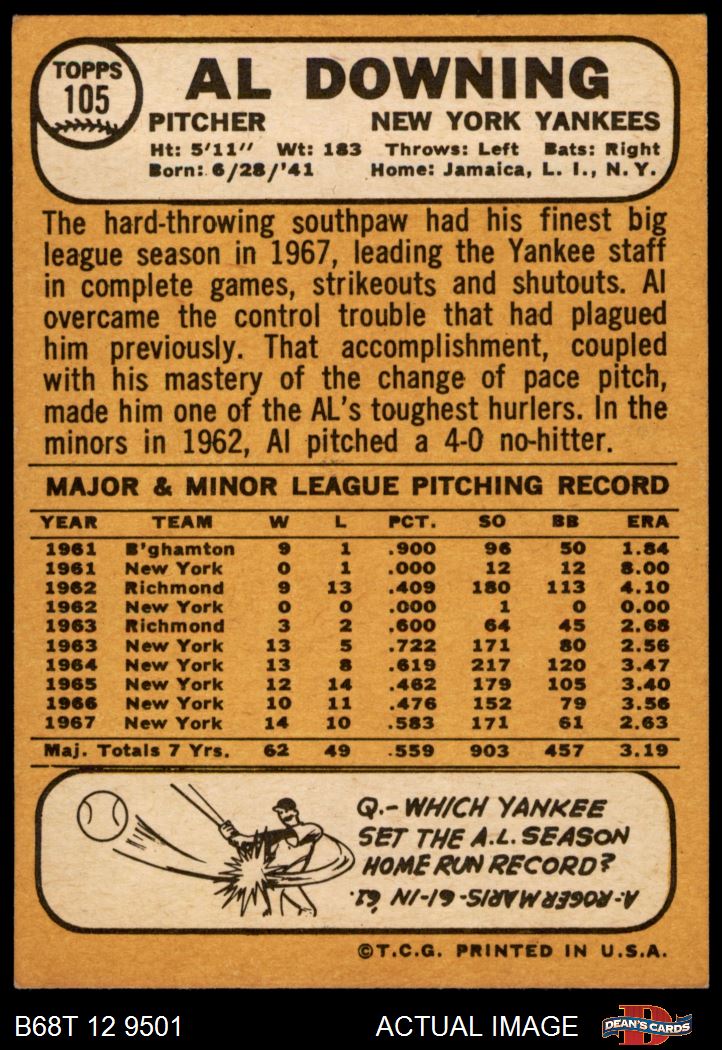 TOPPS
105
AL DOWNING
PITCHER NEW YORK YANKEES
Ht: 5'11" Wt: 183 Throws: Left Bats: Right
Born: 6/28/'41 Home: Jamaica, L. I., N. Y.
The hard-throwing southpaw had his finest big
league season in 1967, leading the Yankee staff
in complete games, strikeouts and shutouts. Al
overcame the control trouble that had plagued
him previously. That accomplishment, coupled
with his mastery of the change of pace pitch,
made him one of the AL's toughest hurlers. In the
minors in 1962, Al pitched a 4-0 no-hitter.
MAJOR & MINOR LEAGUE PITCHING RECORD
YEAR TEAM W L PCT. SO BB ERA
1961 B'ghamton 9 1 .900 96 50 1.84
1961 New York 0 1 .000 12 12 8.00
1962 Richmond 9 13 .409 180 113 4.10
1962 New York 0 0 .000 1 0 0.00
1963 Richmond 3 2 .600 64 45 2.68
1963 New York 13 5 .722 171 80 2.56
1964 New York 13 8 .619 217 120 3.47
1965 New York 12 14 .462 179 105 3.40
1966 New York 10 11 .476 152 79 3.56
1967 New York 14 10 .583 171 61 2.63
Maj. Totals 7 Yrs. 62 49 .559 903 457 3.19
Q.- WHICH YANKEE
SET THE A.L. SEASON
HOME RUN RECORD?
A- ROGER MARIS- 61-IN '61.
©T.C.G. PRINTED IN U.S.A.
B68T 12 9501 ACTUAL IMAGE D DEAN'S CARDS